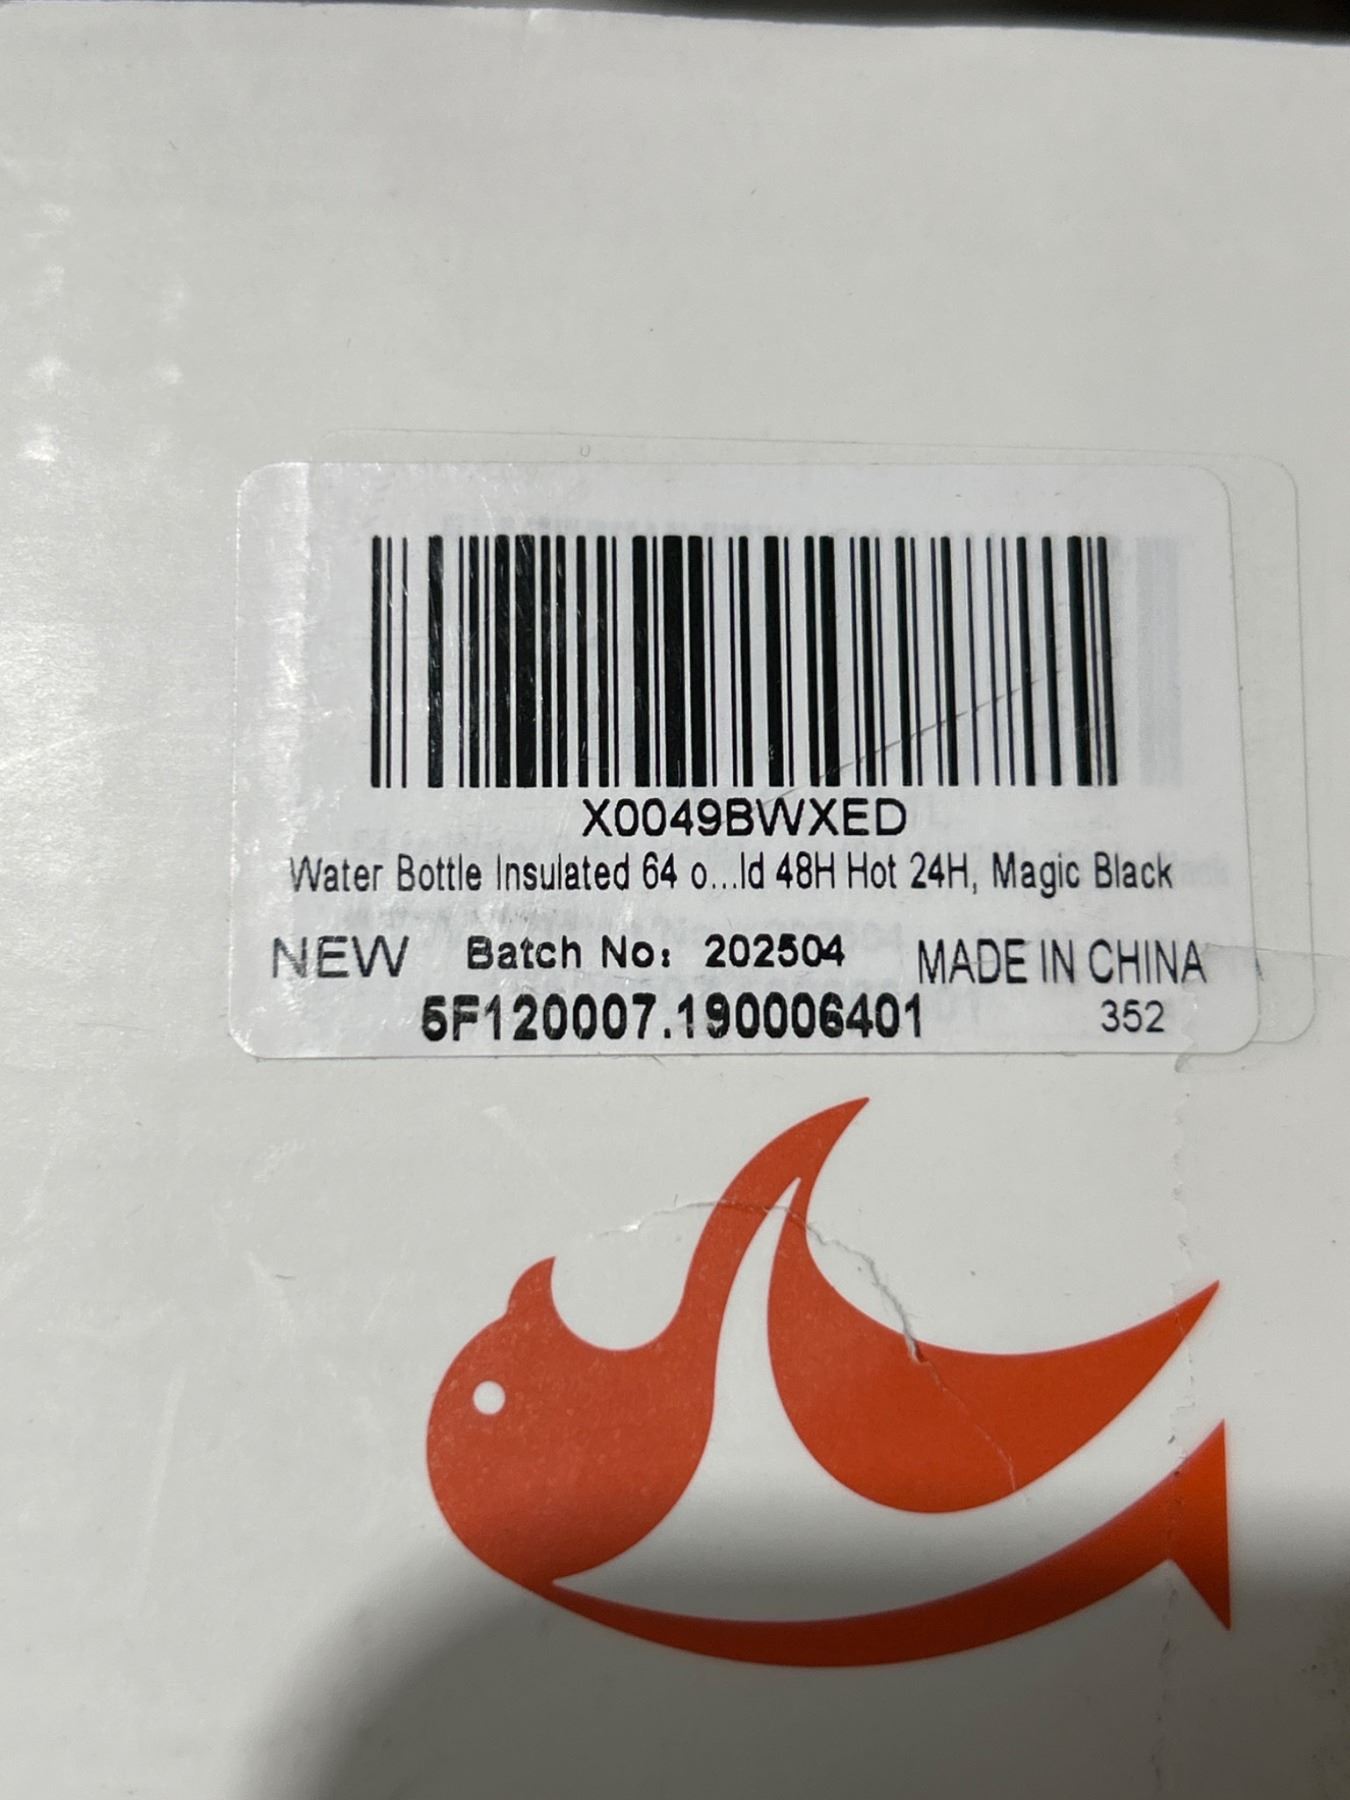 X0049BWXED
Water Bottle Insulated 64 o...ld 48H Hot 24H, Magic Black
NEW Batch No: 202504 MADE IN CHINA
5F120007.190006401 352